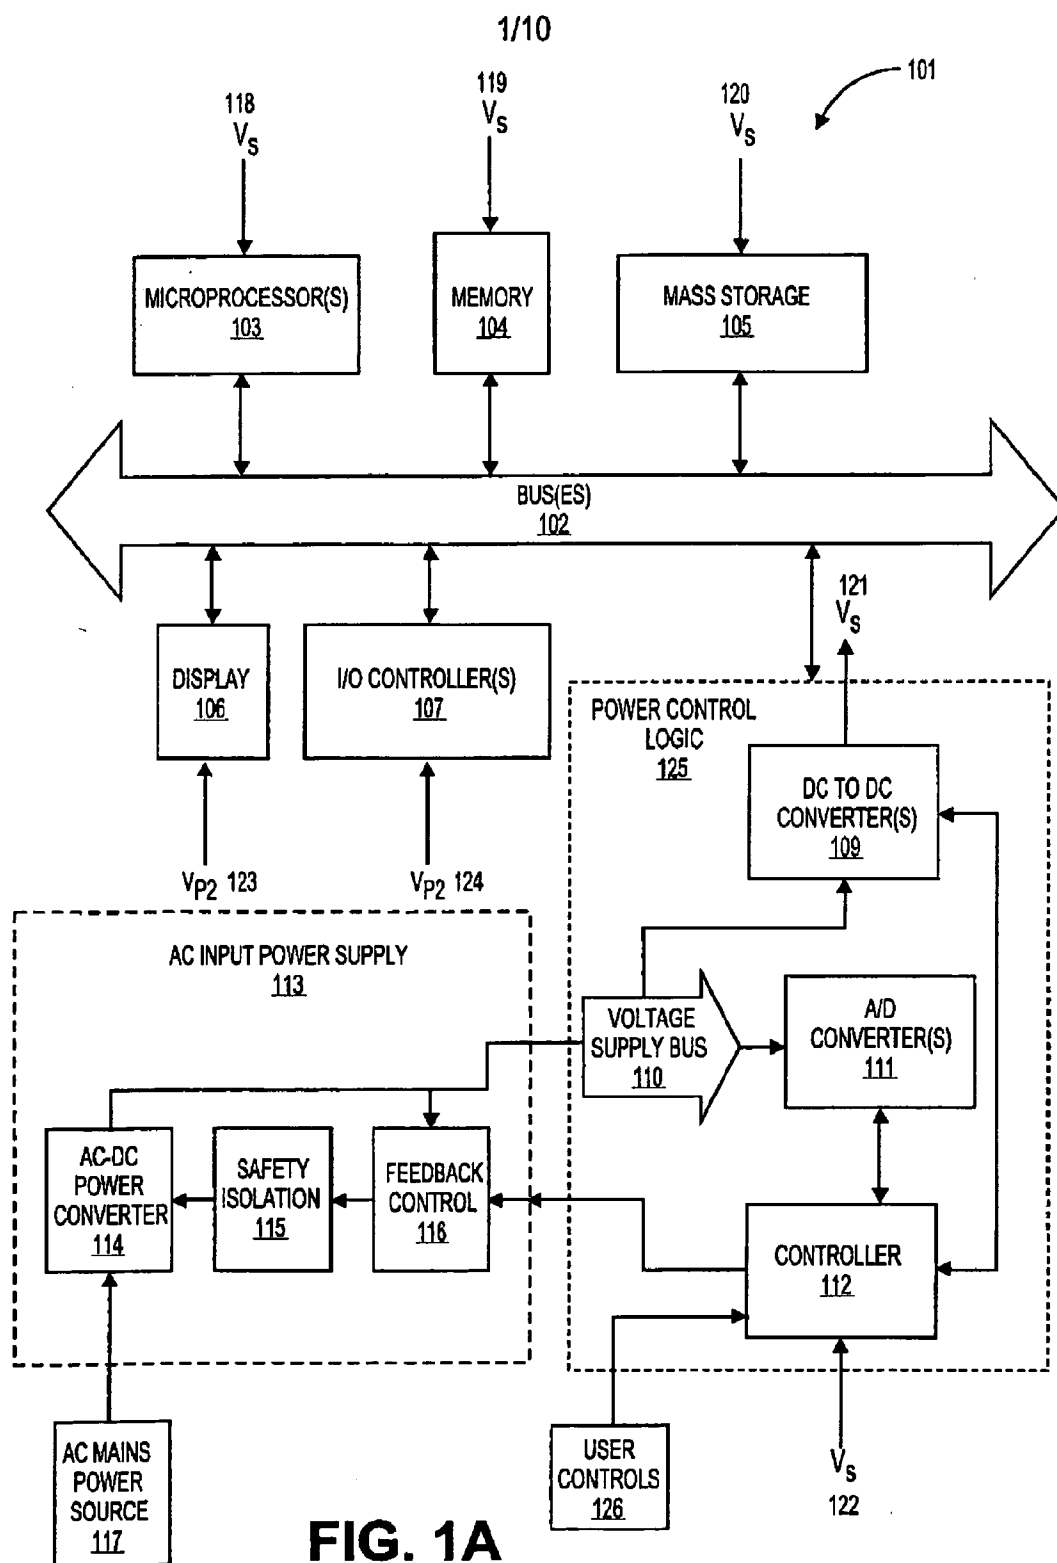 1/10
101
118
Vs
119
Vs
120
Vs
MICROPROCESSOR(S)
103
MEMORY
104
MASS STORAGE
105
BUS(ES)
102
121
Vs
DISPLAY
106
I/O CONTROLLER(S)
107
POWER CONTROL
LOGIC
125
DC TO DC
CONVERTER(S)
109
VP2 123
VP2 124
AC INPUT POWER SUPPLY
113
VOLTAGE
SUPPLY BUS
110
A/D
CONVERTER(S)
111
AC-DC
POWER
CONVERTER
114
SAFETY
ISOLATION
115
FEEDBACK
CONTROL
116
CONTROLLER
112
AC MAINS
POWER
SOURCE
117
USER
CONTROLS
126
Vs
122
FIG. 1A